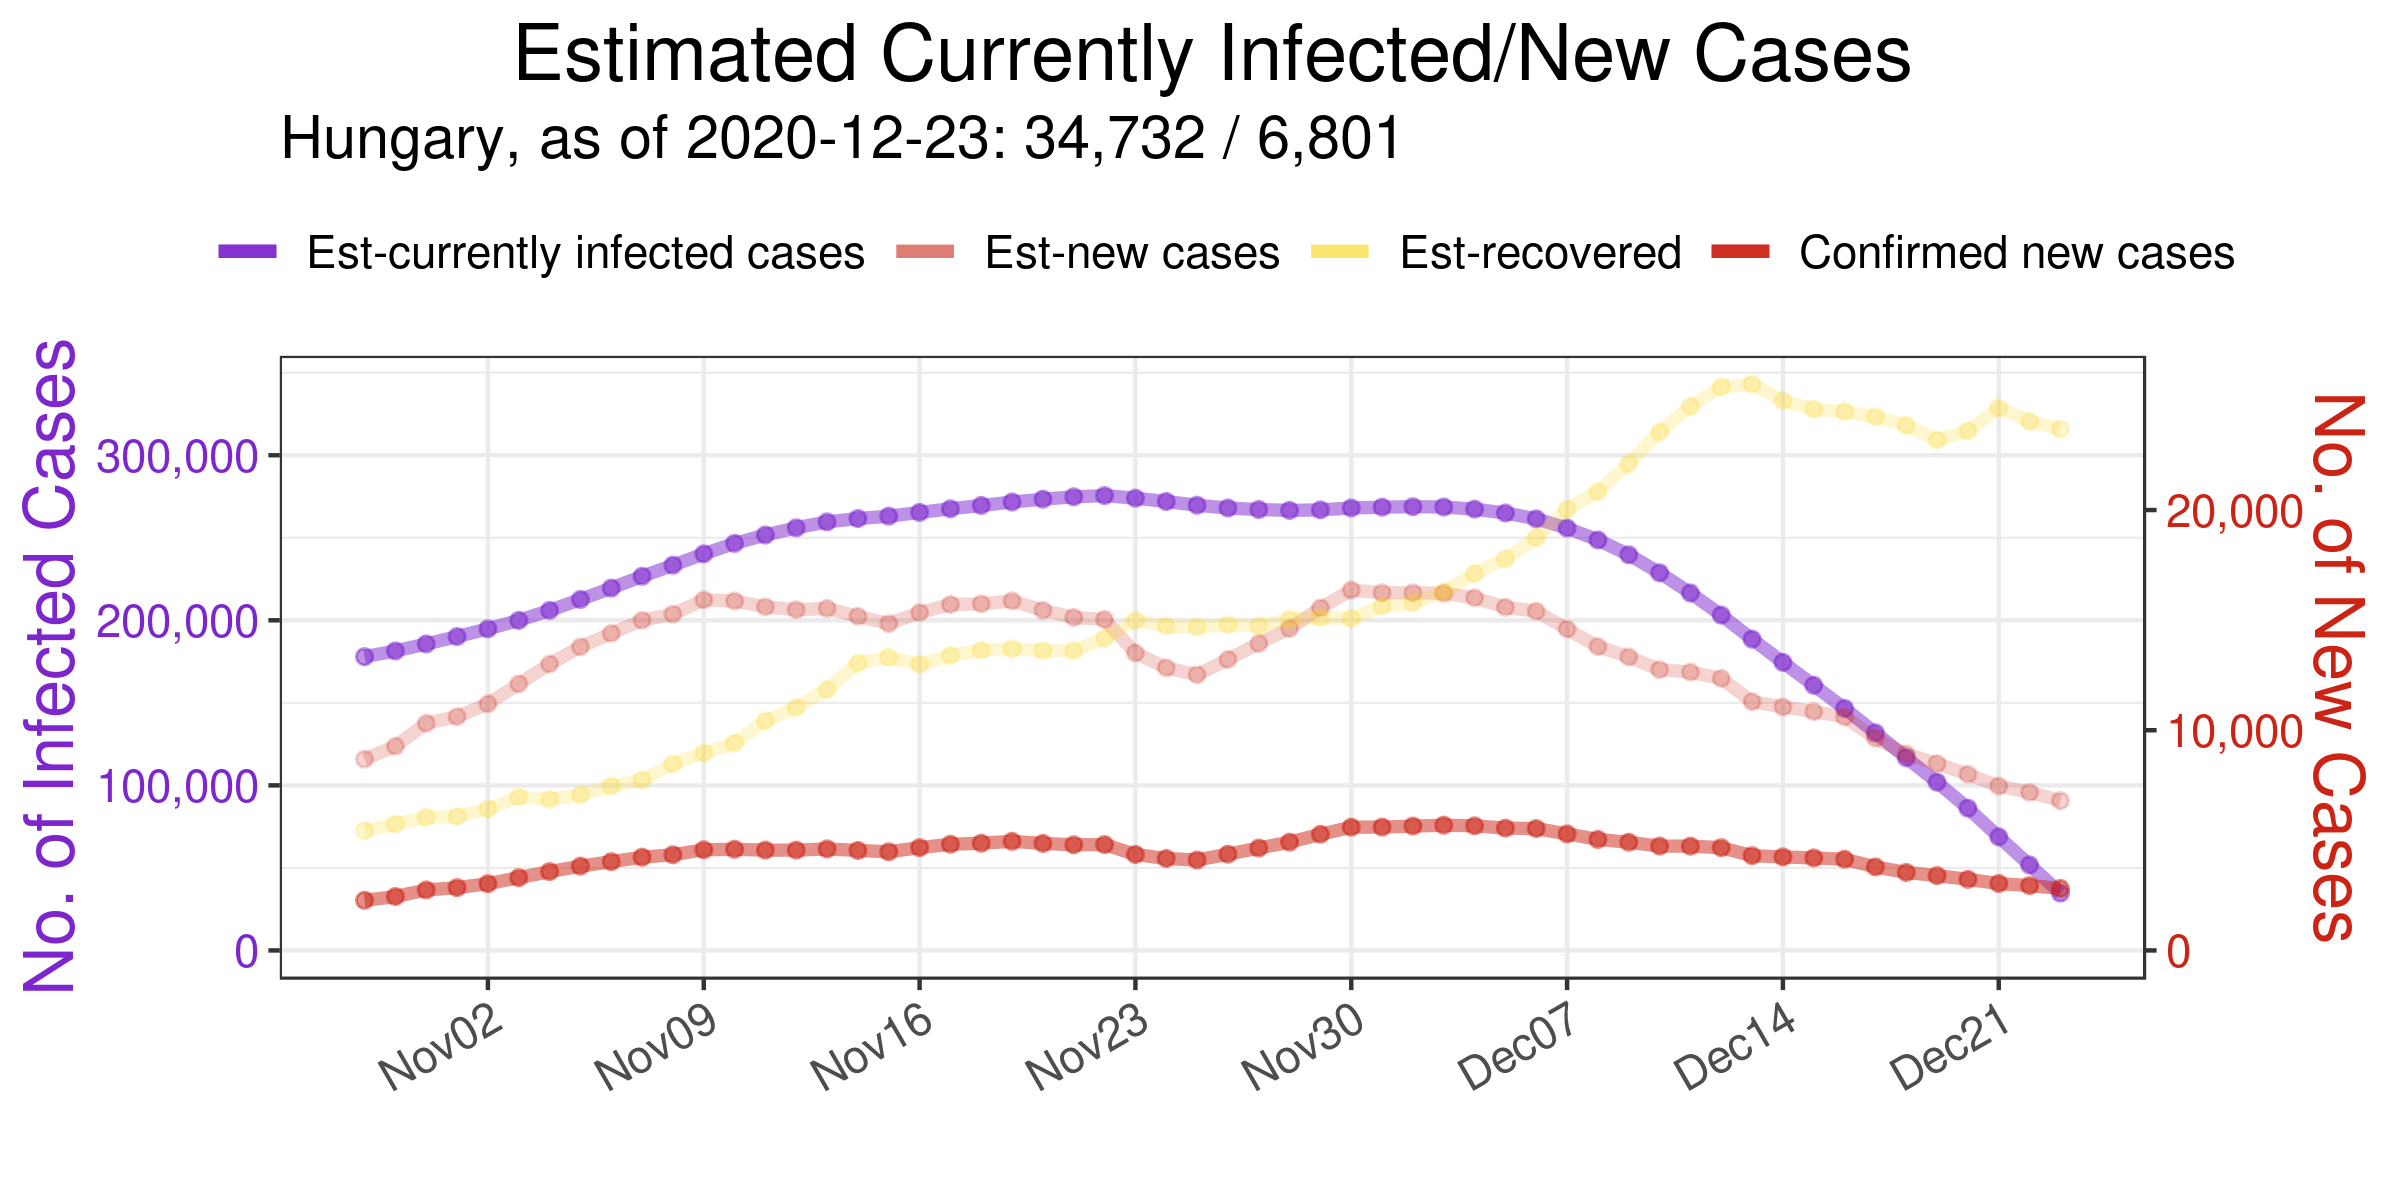 Estimated Currently Infected/New Cases
Hungary, as of 2020-12-23: 34,732 / 6,801
Est-currently infected cases
Est-new cases
Est-recovered
Confirmed new cases
No. of Infected Cases
300,000
200,000
100,000
0
No. of New Cases
20,000
10,000
0
Nov02
Nov09
Nov16
Nov23
Nov30
Dec07
Dec14
Dec21